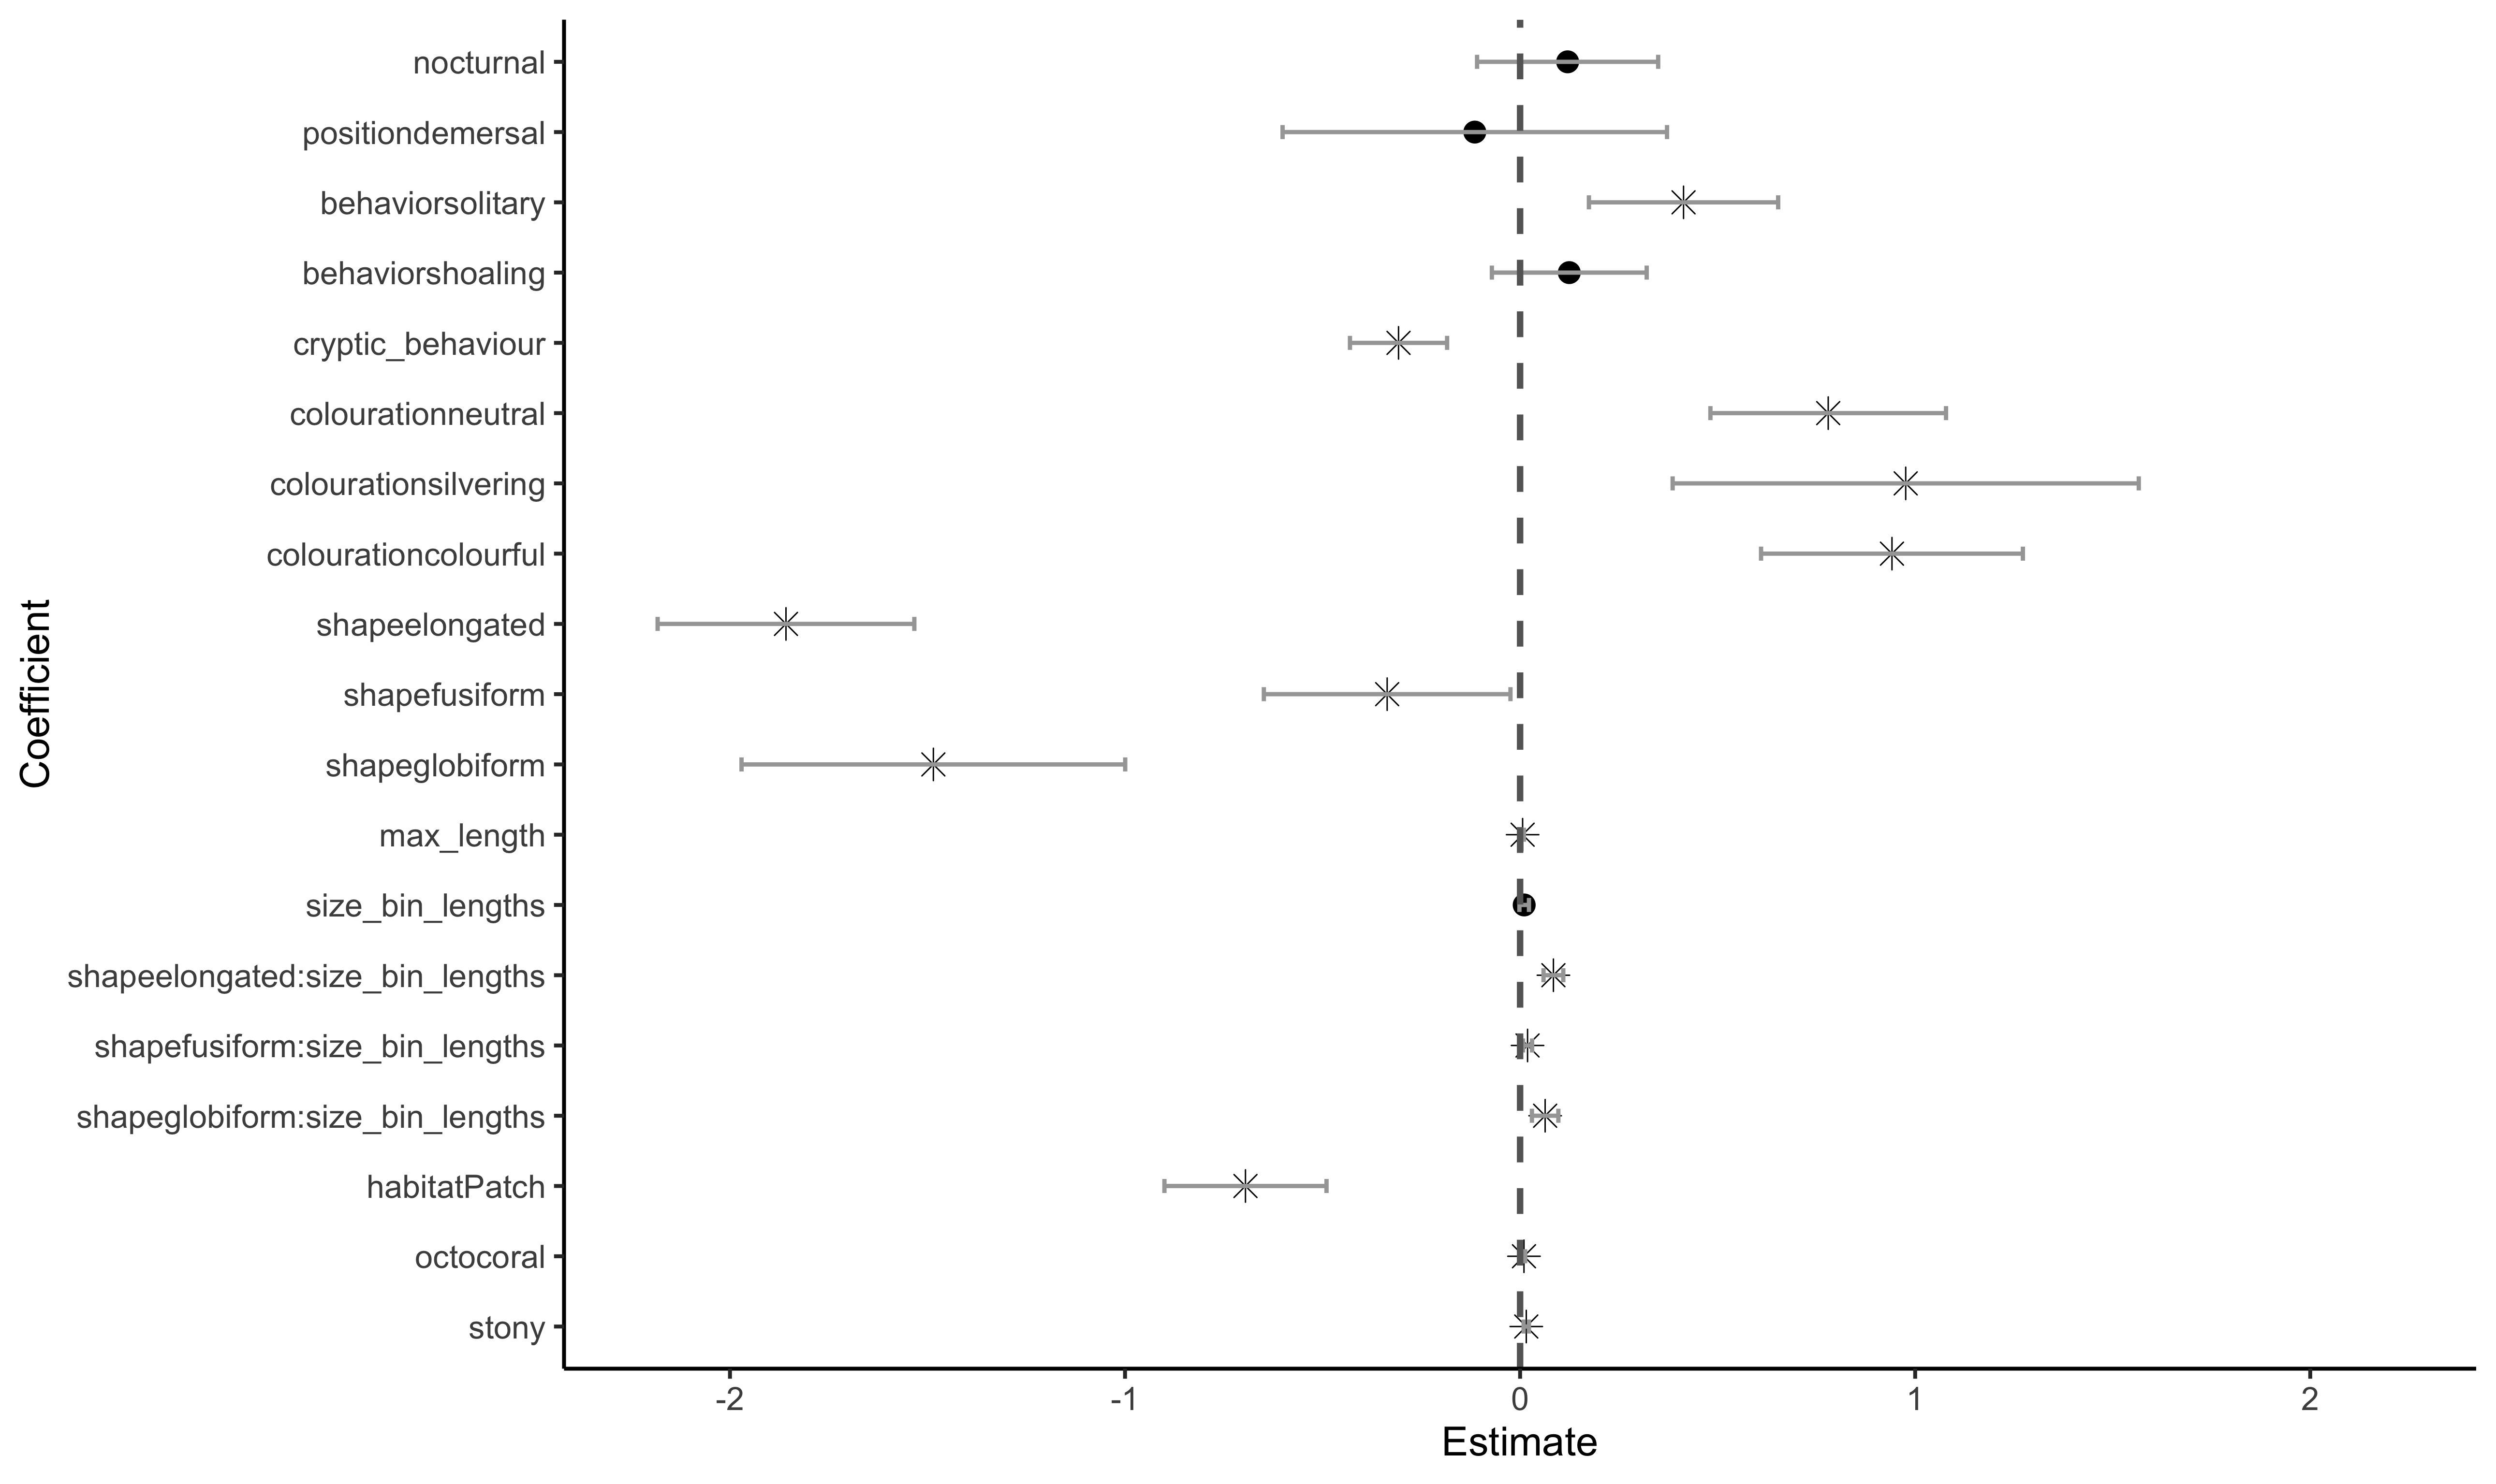 nocturnal
positiondemersal
behaviorsolitary
behaviorshoaling
cryptic_behaviour
colourationneutral
colourationsilvering
colourationcolourful
shapeelongated
shapefusiform
shapeglobiform
max_length
size_bin_lengths
shapeelongated:size_bin_lengths
shapefusiform:size_bin_lengths
shapeglobiform:size_bin_lengths
habitatPatch
octocoral
stony
Coefficient
-2 -1 0 1 2
Estimate